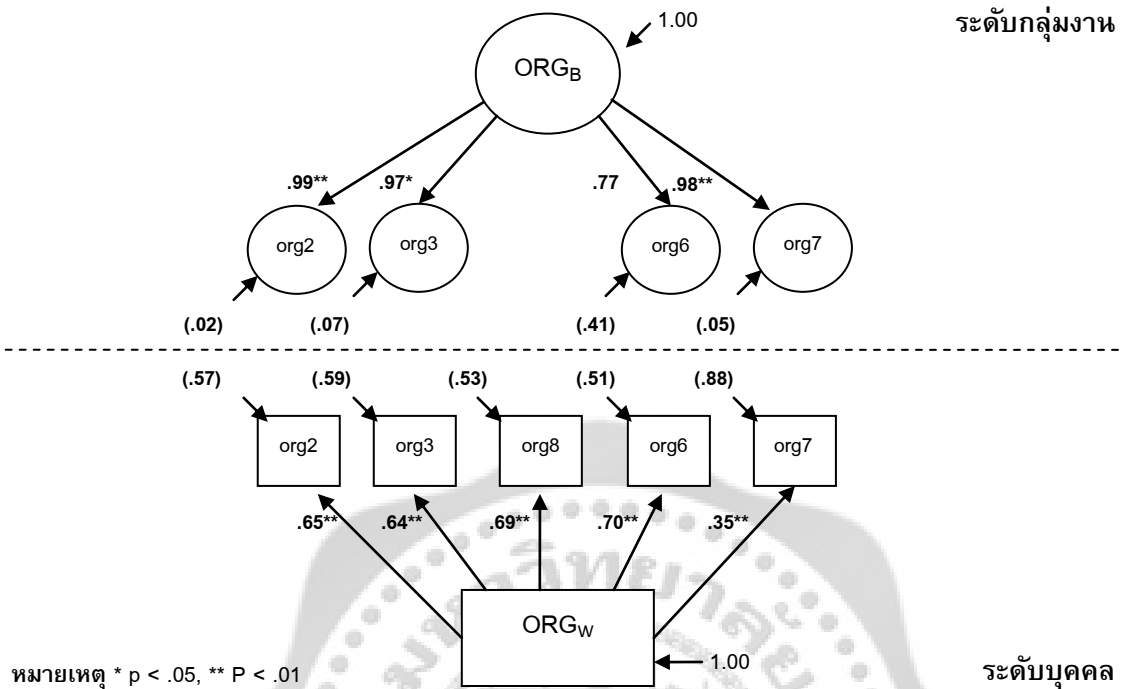 1.00
ระดับกลุ่มงาน
ORGB
.99** .97* .77 .98**
org2 org3 org6 org7
(.02) (.07) (.41) (.05)
(.57) (.59) (.53) (.51) (.88)
org2 org3 org8 org6 org7
.65** .64** .69** .70** .35**
ORGW
1.00
หมายเหตุ * p < .05, ** P < .01
ระดับบุคคล